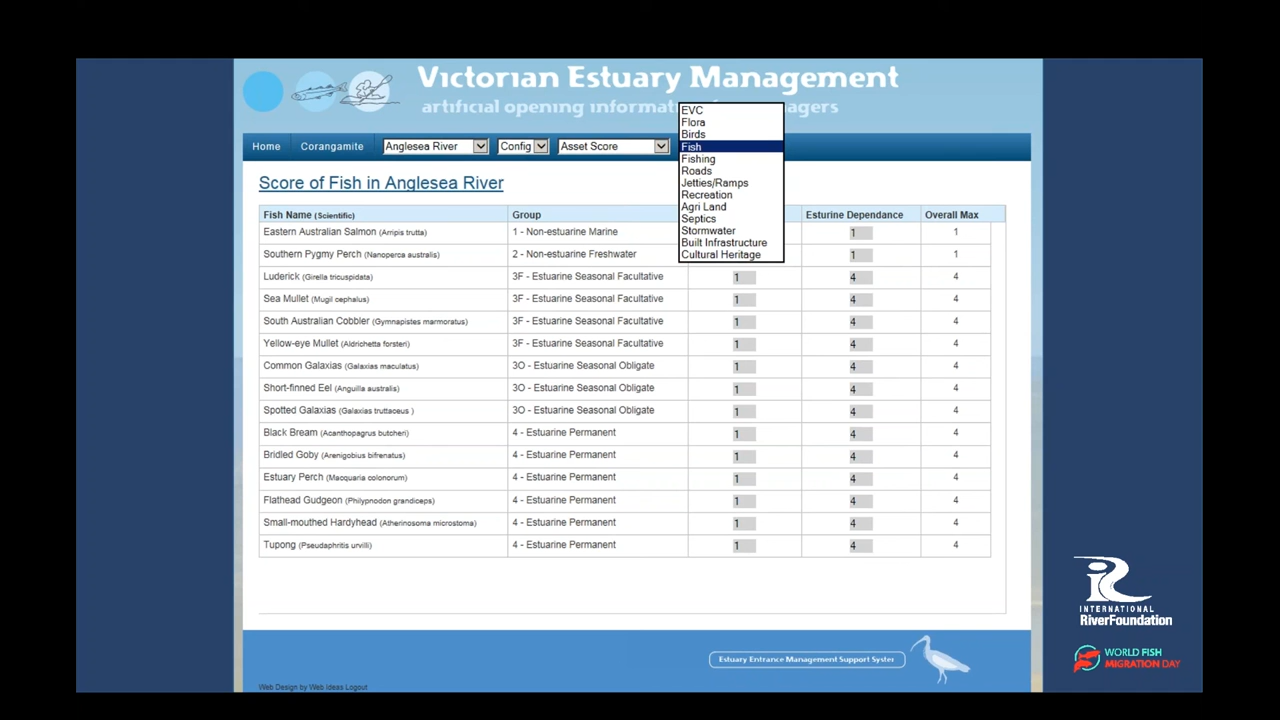 Victorian Estuary Management
artificial opening informat agers
EVC
Flora
Birds
Fish
Fishing
Roads
Jetties/Ramps
Recreation
Agri Land
Septics
Stormwater
Built Infrastructure
Cultural Heritage
Home Corangamite Anglesea River Config Asset Score
Score of Fish in Anglesea River
Fish Name (Scientific) Group Esturine Dependance Overall Max
Eastern Australian Salmon (Arripis trutta) 1 - Non-estuarine Marine 1 1
Southern Pygmy Perch (Nanoperca australis) 2 - Non-estuarine Freshwater 1 1
Luderick (Girella tricuspidata) 3F - Estuarine Seasonal Facultative 1 4 4
Sea Mullet (Mugil cephalus) 3F - Estuarine Seasonal Facultative 1 4 4
South Australian Cobbler (Gymnapistes marmoratus) 3F - Estuarine Seasonal Facultative 1 4 4
Yellow-eye Mullet (Aldrichetta forsteri) 3F - Estuarine Seasonal Facultative 1 4 4
Common Galaxias (Galaxias maculatus) 3O - Estuarine Seasonal Obligate 1 4 4
Short-finned Eel (Anguilla australis) 3O - Estuarine Seasonal Obligate 1 4 4
Spotted Galaxias (Galaxias truttaceus ) 3O - Estuarine Seasonal Obligate 1 4 4
Black Bream (Acanthopagrus butcheri) 4 - Estuarine Permanent 1 4 4
Bridled Goby (Arenigobius bifrenatus) 4 - Estuarine Permanent 1 4 4
Estuary Perch (Macquaria colonorum) 4 - Estuarine Permanent 1 4 4
Flathead Gudgeon (Philypnodon grandiceps) 4 - Estuarine Permanent 1 4 4
Small-mouthed Hardyhead (Atherinosoma microstoma) 4 - Estuarine Permanent 1 4 4
Tupong (Pseudaphritis urvilli) 4 - Estuarine Permanent 1 4 4
Estuary Entrance Management Support Syster
Web Design by Web Ideas Logout
INTERNATIONAL
RiverFoundation
WORLD FISH
MIGRATION DAY